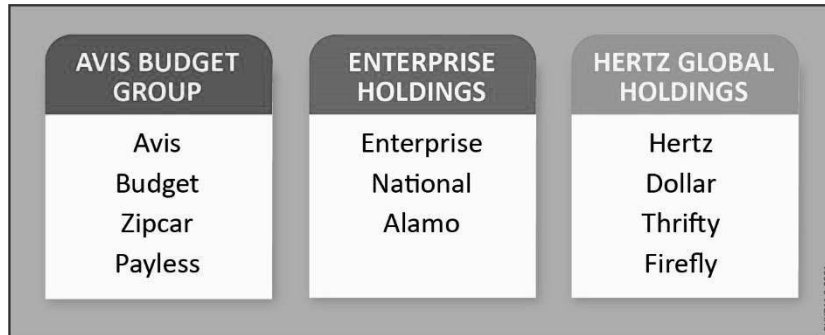 AVIS BUDGET
GROUP
Avis
Budget
Zipcar
Payless
ENTERPRISE
HOLDINGS
Enterprise
National
Alamo
HERTZ GLOBAL
HOLDINGS
Hertz
Dollar
Thrifty
Firefly